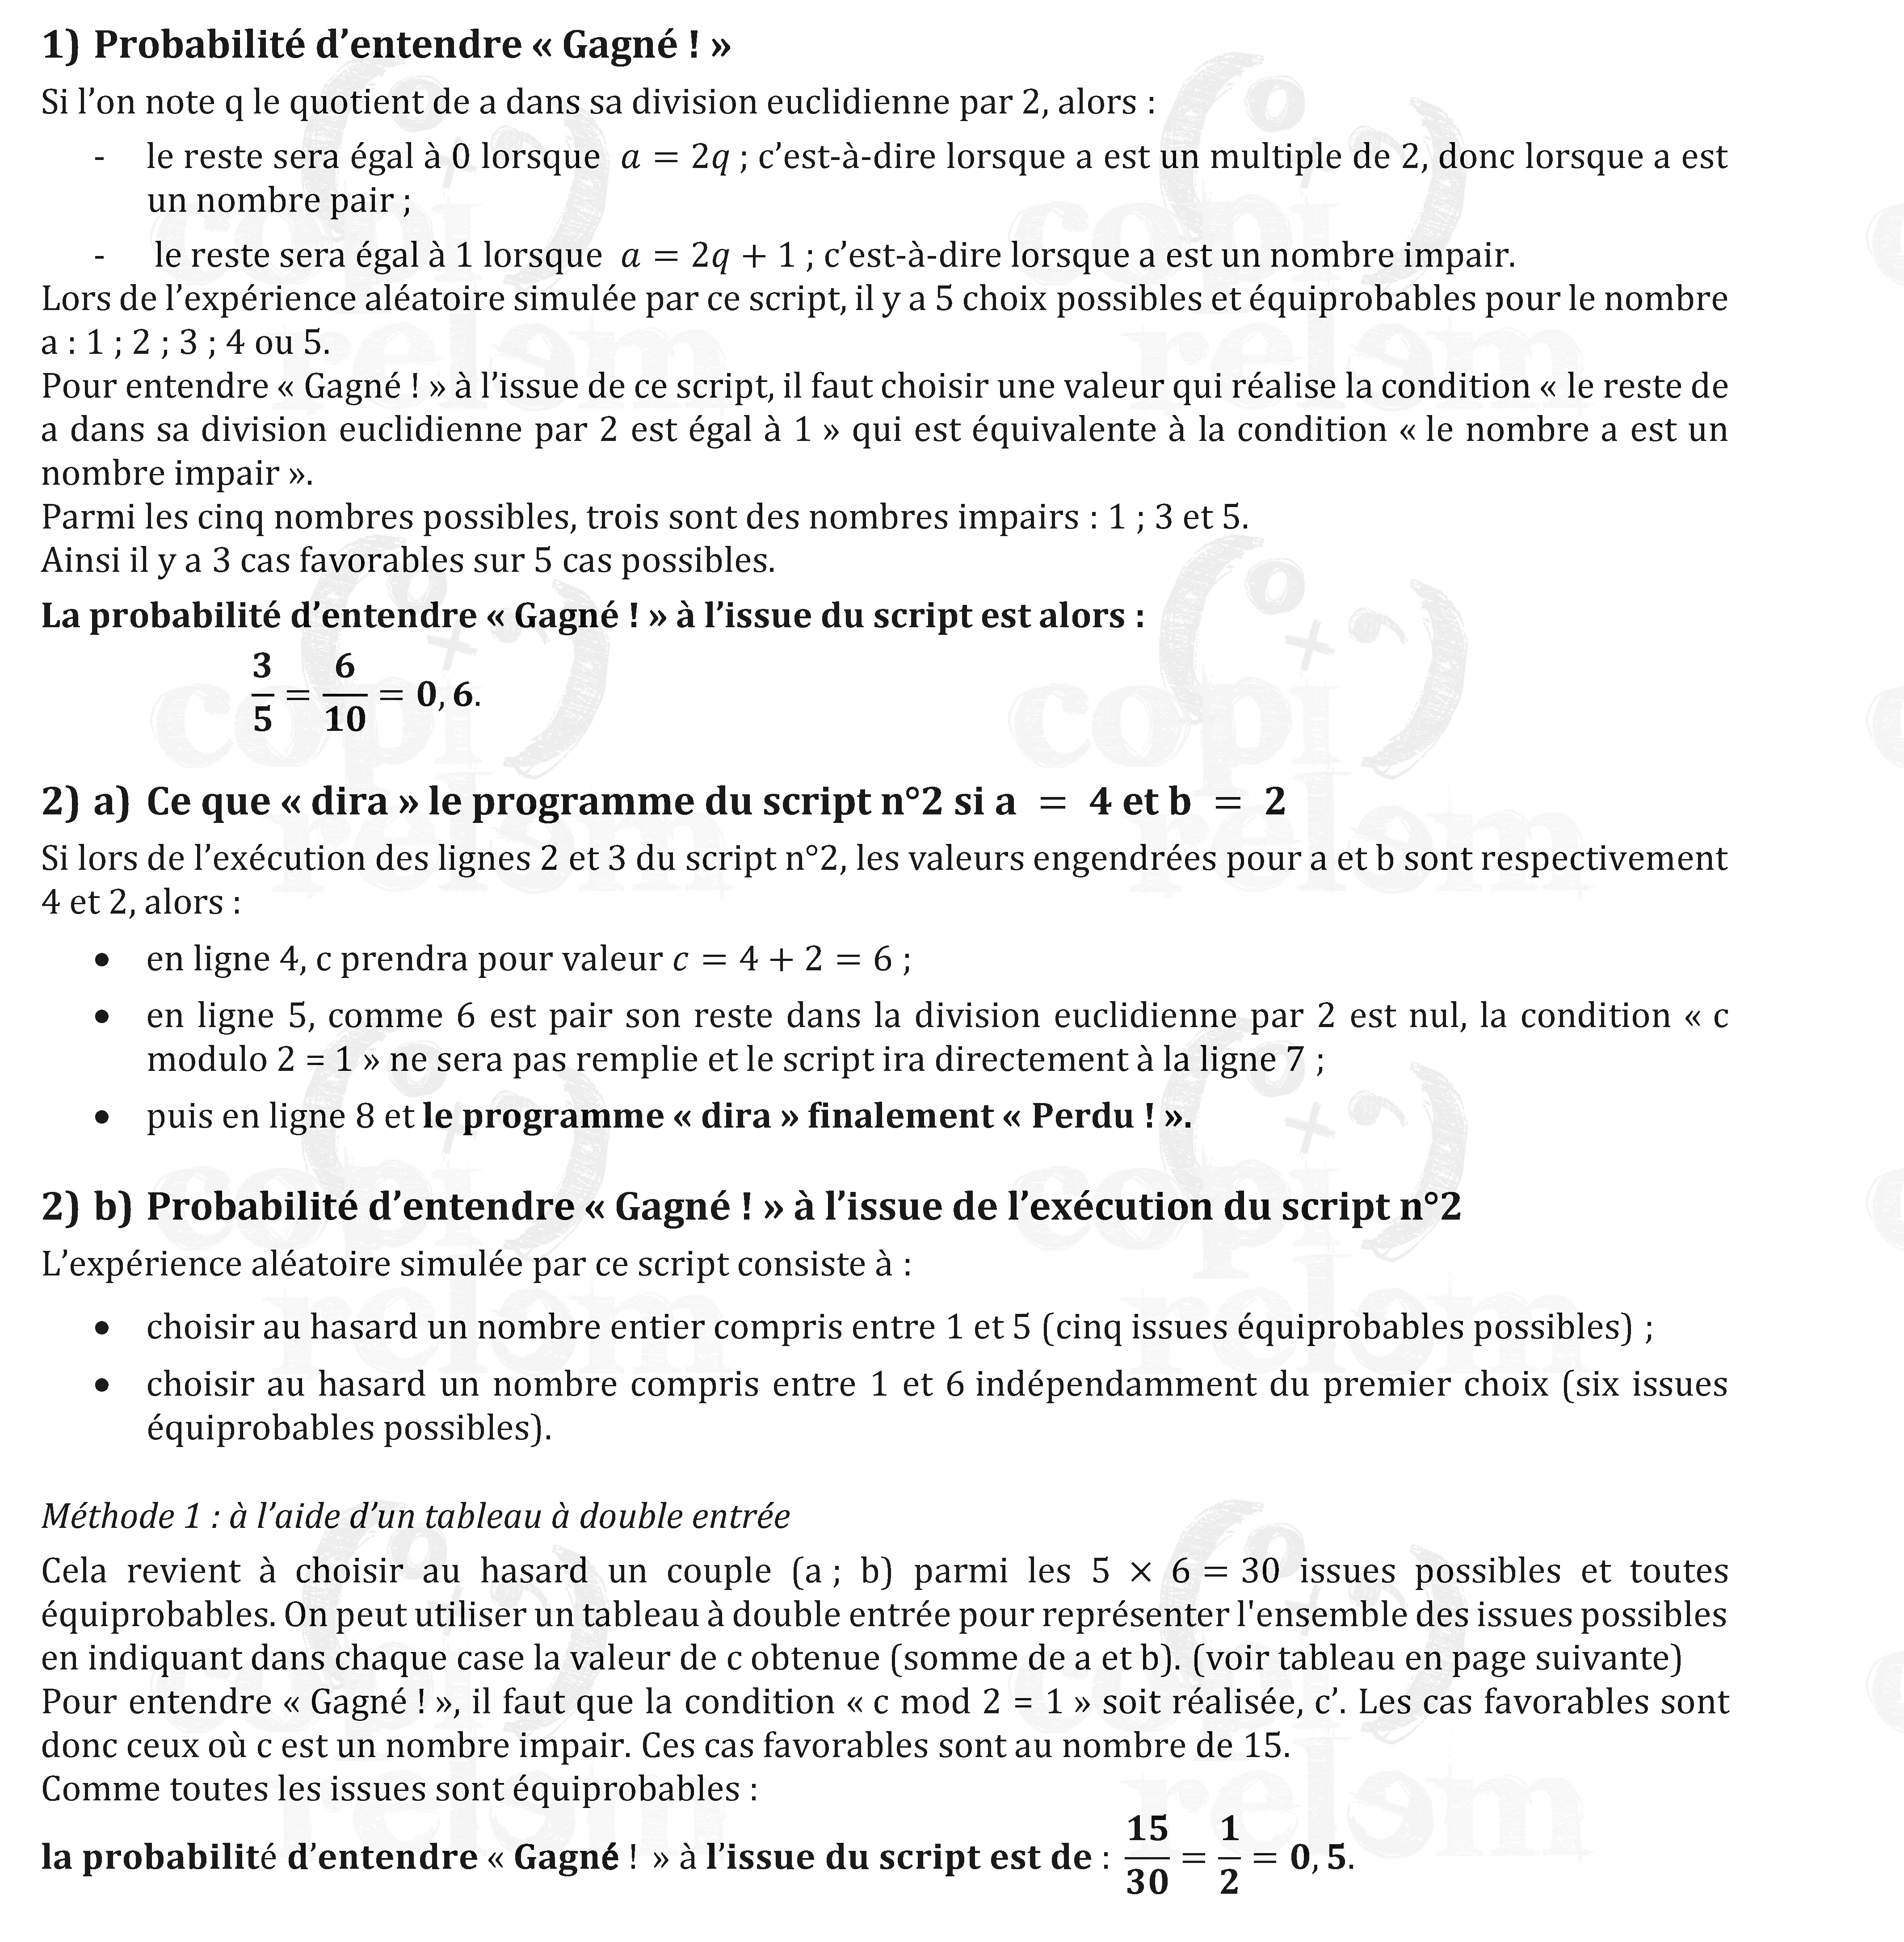 1) Probabilité d'entendre « Gagné ! »
Si l'on note q le quotient de a dans sa division euclidienne par 2, alors :
- le reste sera égal à 0 lorsque a = 2q ; c'est-à-dire lorsque a est un multiple de 2, donc lorsque a est
un nombre pair ;
- le reste sera égal à 1 lorsque a = 2q + 1 ; c'est-à-dire lorsque a est un nombre impair.
Lors de l'expérience aléatoire simulée par ce script, il y a 5 choix possibles et équiprobables pour le nombre
a : 1 ; 2 ; 3 ; 4 ou 5.
Pour entendre « Gagné ! » à l'issue de ce script, il faut choisir une valeur qui réalise la condition « le reste de
a dans sa division euclidienne par 2 est égal à 1 » qui est équivalente à la condition « le nombre a est un
nombre impair ».
Parmi les cinq nombres possibles, trois sont des nombres impairs : 1 ; 3 et 5.
Ainsi il y a 3 cas favorables sur 5 cas possibles.
La probabilité d'entendre « Gagné ! » à l'issue du script est alors :
3/5 = 6/10 = 0, 6.
2) a) Ce que « dira » le programme du script n°2 si a = 4 et b = 2
Si lors de l'exécution des lignes 2 et 3 du script n°2, les valeurs engendrées pour a et b sont respectivement
4 et 2, alors :
• en ligne 4, c prendra pour valeur c = 4 + 2 = 6 ;
• en ligne 5, comme 6 est pair son reste dans la division euclidienne par 2 est nul, la condition « c
modulo 2 = 1 » ne sera pas remplie et le script ira directement à la ligne 7 ;
• puis en ligne 8 et le programme « dira » finalement « Perdu ! ».
2) b) Probabilité d'entendre « Gagné ! » à l'issue de l'exécution du script n°2
L'expérience aléatoire simulée par ce script consiste à :
• choisir au hasard un nombre entier compris entre 1 et 5 (cinq issues équiprobables possibles) ;
• choisir au hasard un nombre compris entre 1 et 6 indépendamment du premier choix (six issues
équiprobables possibles).
Méthode 1 : à l'aide d'un tableau à double entrée
Cela revient à choisir au hasard un couple (a ; b) parmi les 5 × 6 = 30 issues possibles et toutes
équiprobables. On peut utiliser un tableau à double entrée pour représenter l'ensemble des issues possibles
en indiquant dans chaque case la valeur de c obtenue (somme de a et b). (voir tableau en page suivante)
Pour entendre « Gagné ! », il faut que la condition « c mod 2 = 1 » soit réalisée, c'. Les cas favorables sont
donc ceux où c est un nombre impair. Ces cas favorables sont au nombre de 15.
Comme toutes les issues sont équiprobables :
la probabilité d'entendre « Gagné ! » à l'issue du script est de : 15/30 = 1/2 = 0, 5.